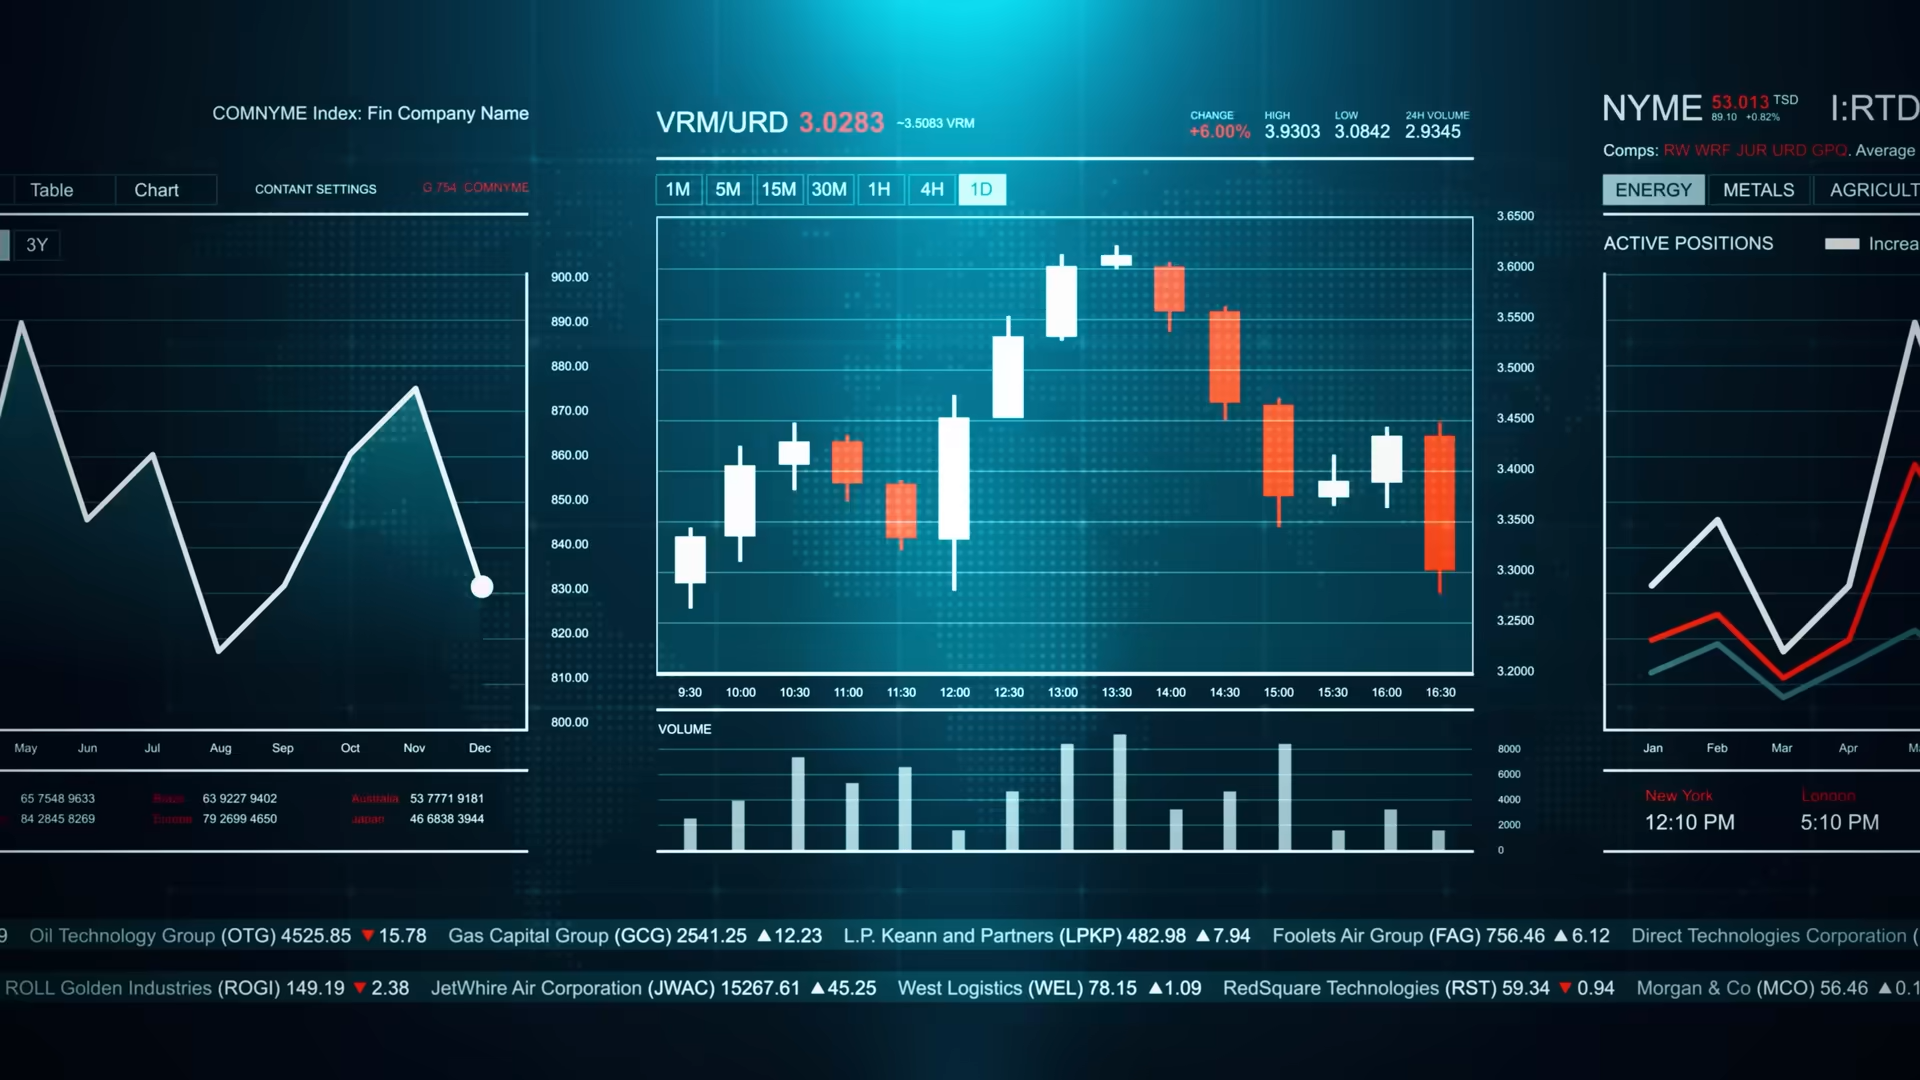 COMNYME Index: Fin Company Name
Table
Chart
CONTANT SETTINGS
G 754 COMNYME
3Y
900.00
890.00
880.00
870.00
860.00
850.00
840.00
830.00
820.00
810.00
800.00
May Jun Jul Aug Sep Oct Nov Dec
65 7548 9633 Brazil 63 9227 9402 Australia 53 7771 9181
84 2845 8269 Europe 79 2699 4650 Japan 46 6838 3944
VRM/URD 3.0283 ~3.5083 VRM
CHANGE HIGH LOW 24H VOLUME
+6.00% 3.9303 3.0842 2.9345
1M 5M 15M 30M 1H 4H 1D
3.6500
3.6000
3.5500
3.5000
3.4500
3.4000
3.3500
3.3000
3.2500
3.2000
9:30 10:00 10:30 11:00 11:30 12:00 12:30 13:00 13:30 14:00 14:30 15:00 15:30 16:00 16:30
VOLUME
8000
6000
4000
2000
0
NYME 53.013 TSD
89.10 +0.82%
I:RTD
Comps: RW WRF JUR URD GPQ. Average
ENERGY METALS AGRICULT
ACTIVE POSITIONS Increa
Jan Feb Mar Apr Ma
New York London
12:10 PM 5:10 PM
9 Oil Technology Group (OTG) 4525.85 ▼15.78 Gas Capital Group (GCG) 2541.25 ▲12.23 L.P. Keann and Partners (LPKP) 482.98 ▲7.94 Foolets Air Group (FAG) 756.46 ▲6.12 Direct Technologies Corporation (
ROLL Golden Industries (ROGI) 149.19 ▼2.38 JetWhire Air Corporation (JWAC) 15267.61 ▲45.25 West Logistics (WEL) 78.15 ▲1.09 RedSquare Technologies (RST) 59.34 ▼0.94 Morgan & Co (MCO) 56.46 ▲0.1